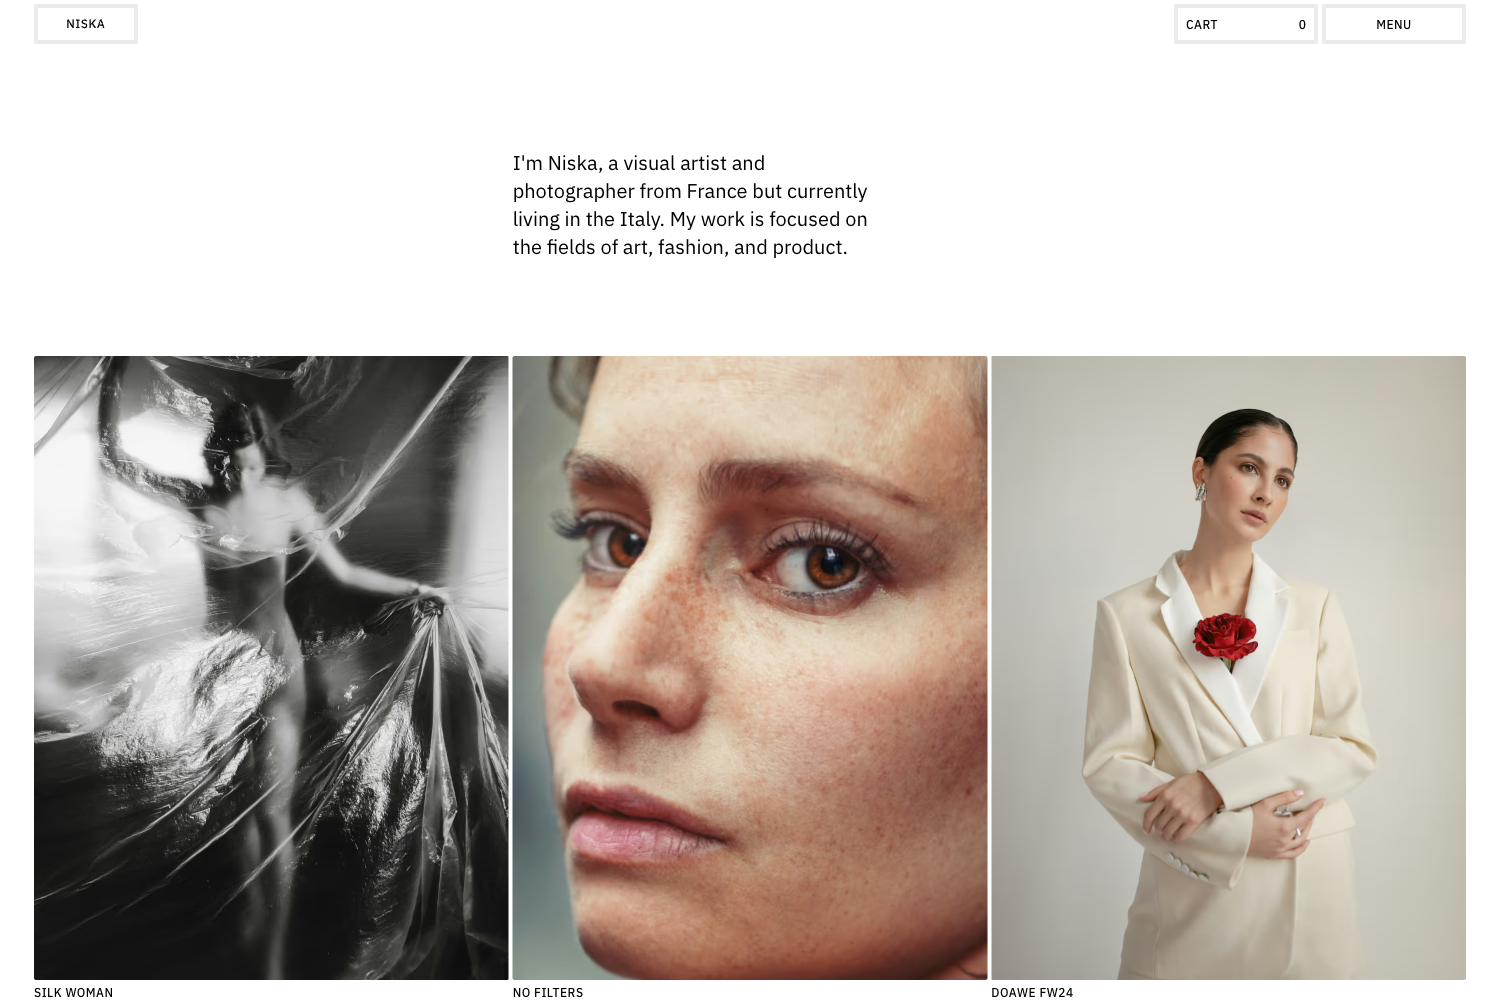 NISKA
CART 0
MENU
I'm Niska, a visual artist and
photographer from France but currently
living in the Italy. My work is focused on
the fields of art, fashion, and product.
SILK WOMAN
NO FILTERS
DOAWE FW24